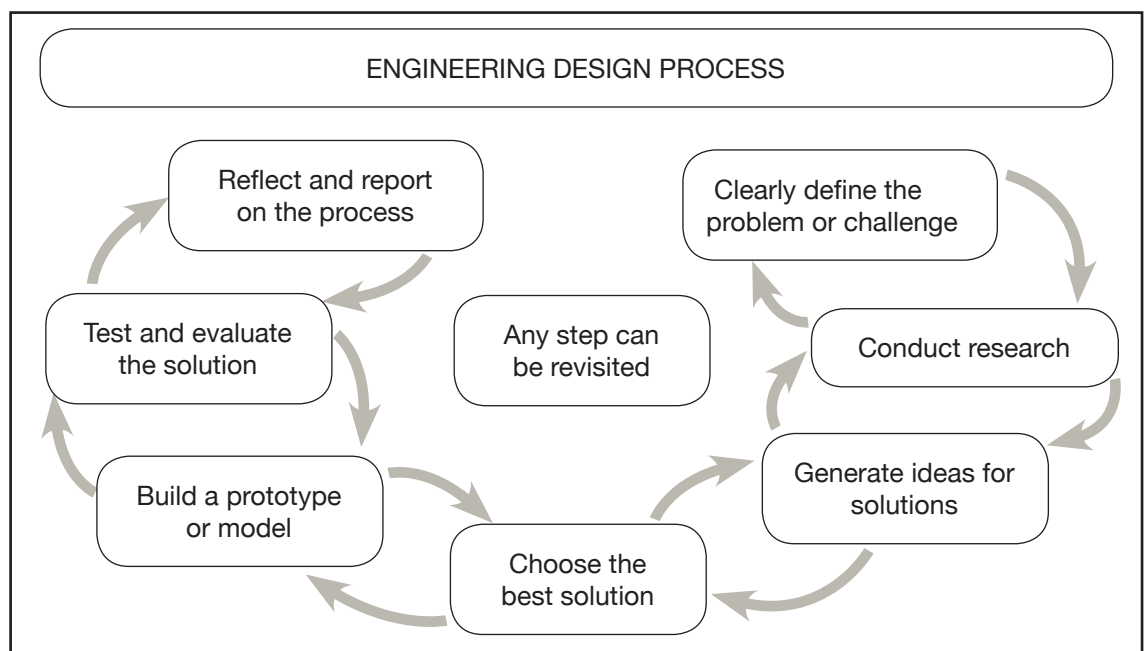 ENGINEERING DESIGN PROCESS
Clearly define the
problem or challenge
Conduct research
Generate ideas for
solutions
Choose the
best solution
Build a prototype
or model
Test and evaluate
the solution
Reflect and report
on the process
Any step can
be revisited